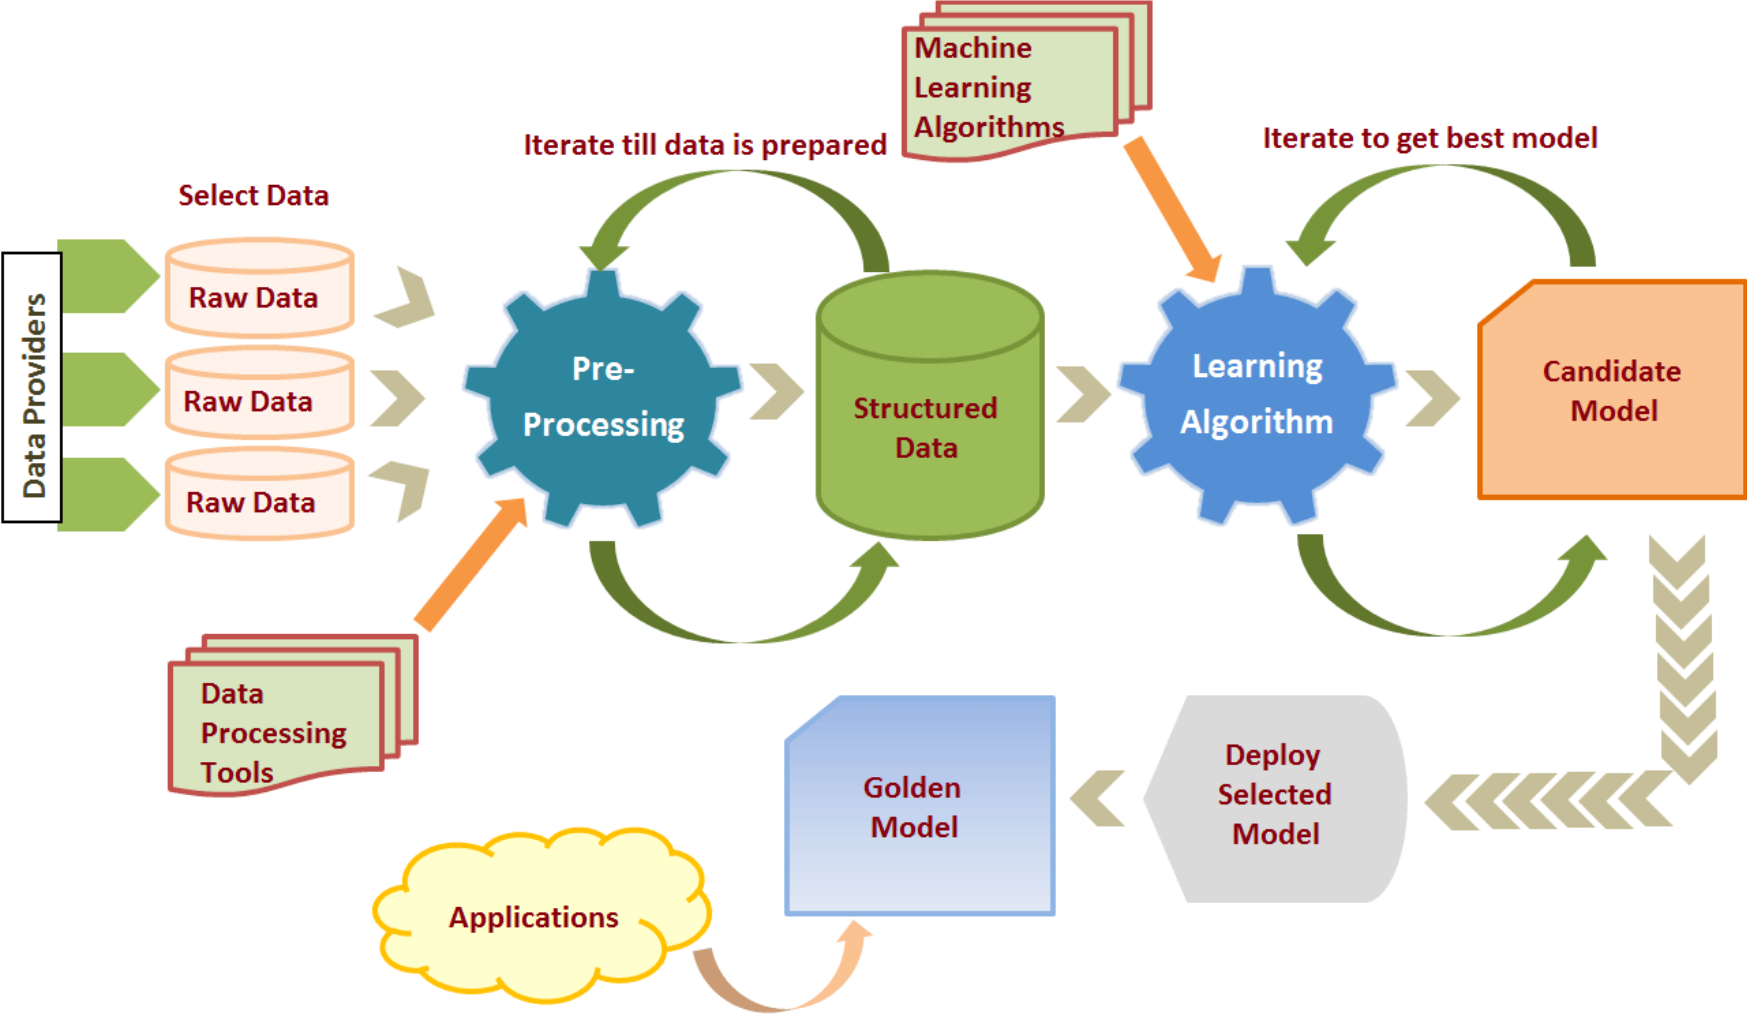 Machine
Learning
Algorithms
Iterate till data is prepared
Iterate to get best model
Select Data
Data Providers
Raw Data
Raw Data
Raw Data
Pre-
Processing
Structured
Data
Learning
Algorithm
Candidate
Model
Data
Processing
Tools
Golden
Model
Deploy
Selected
Model
Applications